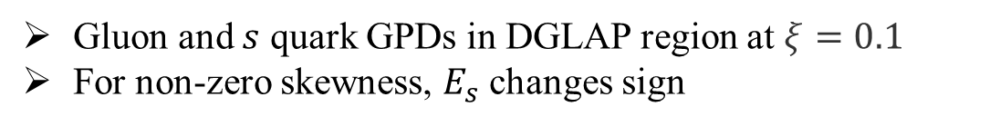 ➤ Gluon and s quark GPDs in DGLAP region at ξ = 0.1
➤ For non-zero skewness, Eₛ changes sign